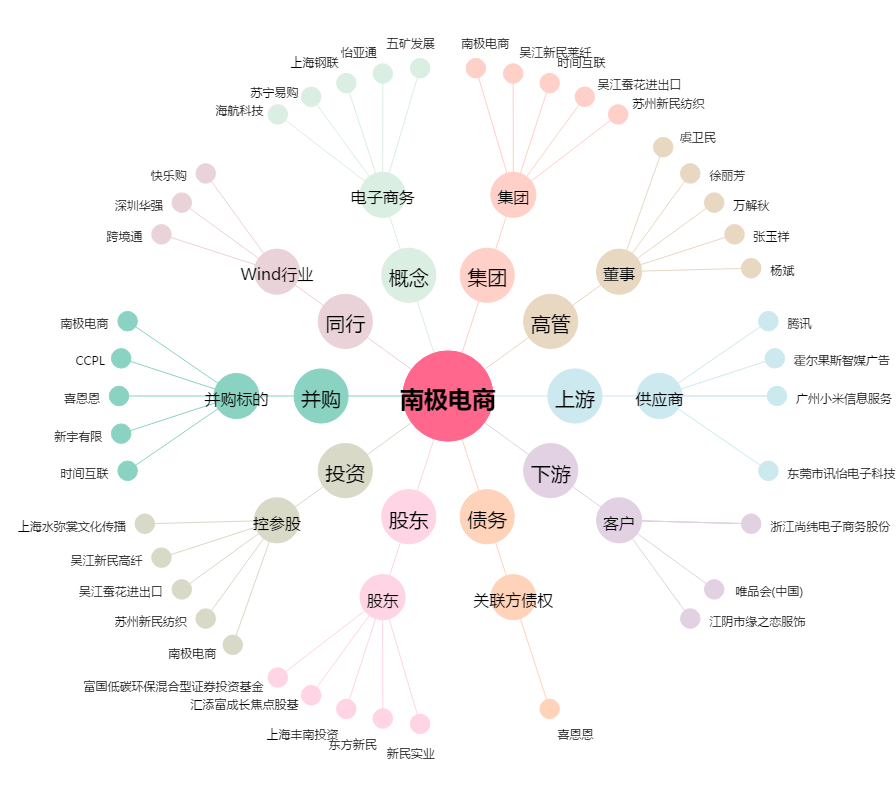 五矿发展
怡亚通
上海钢联
苏宁易购
海航科技
电子商务
概念
南极电商
吴江新民莱纤
时间互联
吴江蚕花进出口
苏州新民纺织
集团
集团
虞卫民
徐丽芳
万解秋
张玉祥
杨斌
董事
高管
快乐购
深圳华强
跨境通
Wind行业
同行
南极电商
CCPL
喜恩恩
新宇有限
时间互联
并购标的
并购
南极电商
上游
供应商
腾讯
霍尔果斯智媒广告
广州小米信息服务
东莞市讯怡电子科技
投资
控参股
上海水弥裳文化传播
吴江新民高纤
吴江蚕花进出口
苏州新民纺织
南极电商
股东
股东
富国低碳环保混合型证券投资基金
汇添富成长焦点股基
上海丰南投资
东方新民
新民实业
债务
关联方债权
喜恩恩
下游
客户
浙江尚纬电子商务股份
唯品会(中国)
江阴市缘之恋服饰